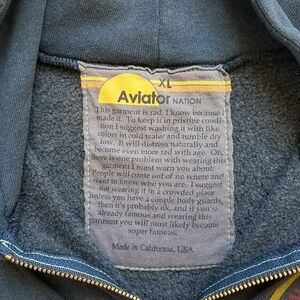 XL
Aviator NATION
This garment is rad. I know because I
made it. To keep it in pristine condi-
tion I suggest washing it with like
colors in cold water and tumble dry
low. It will distress naturally and
become even more rad with age. Oh,
there is one problem with wearing this
garment I must warn you about:
People will come out of no where and
want to know who you are. I suggest
not wearing it in a crowded place
unless you have a couple body guards,
then it's probably ok, and if you're
already famous and wearing this
garment you will most likely become
super famous.
Made in California, USA